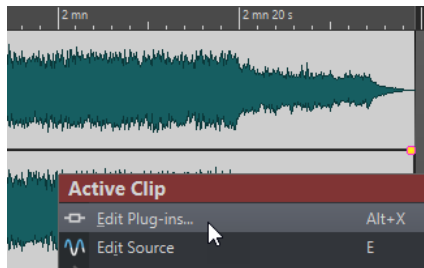 2 mn 2 mn 20 s
Active Clip
Edit Plug-ins... Alt+X
Edit Source E